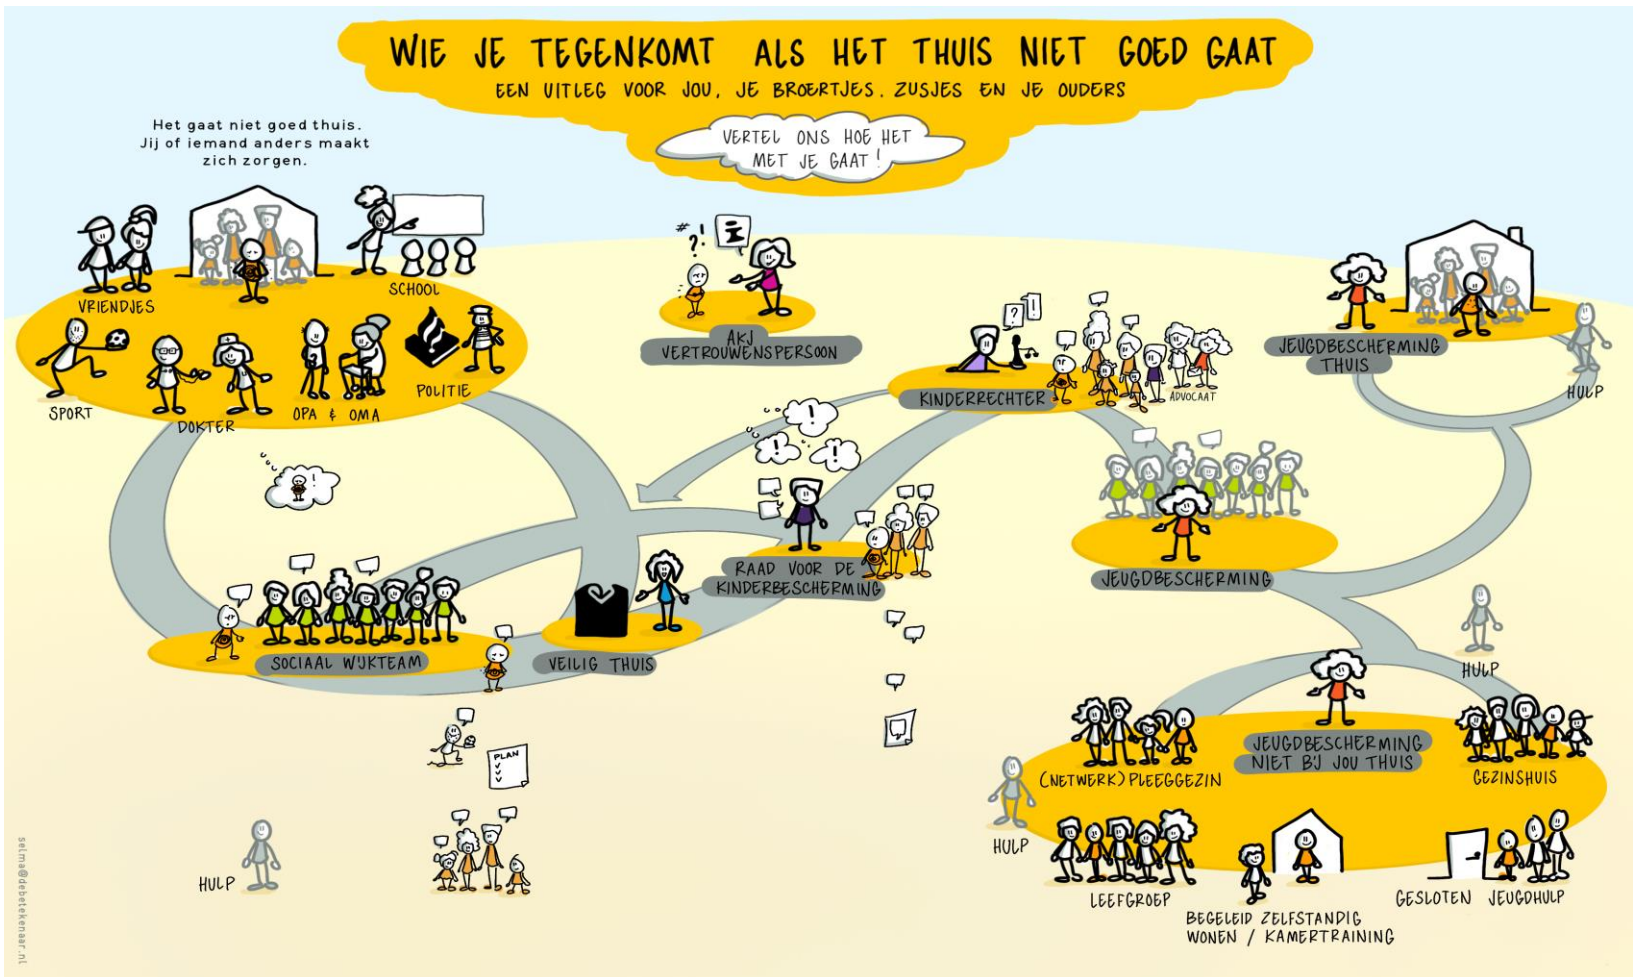 WIE JE TEGENKOMT ALS HET THUIS NIET GOED GAAT
EEN UITLEG VOOR JOU, JE BROERTJES, ZUSJES EN JE OUDERS
VERTEL ONS HOE HET
MET JE GAAT!
Het gaat niet goed thuis.
Jij of iemand anders maakt
zich zorgen.
VRIENDJES
SCHOOL
SPORT
DOKTER
OPA & OMA
POLITIE
# ?!
i
AKJ
VERTROUWENSPERSOON
? !
KINDERRECHTER
ADVOCAAT
JEUGDBESCHERMING
THUIS
HULP
!
!
!
!
RAAD VOOR DE
KINDERBESCHERMING
JEUGDBESCHERMING
SOCIAAL WIJKTEAM
VEILIG THUIS
HULP
PLAN
JEUGDBESCHERMING
NIET BIJ JOU THUIS
(NETWERK) PLEEGGEZIN
GEZINSHUIS
HULP
LEEFGROEP
BEGELEID ZELFSTANDIG
WONEN / KAMERTRAINING
GESLOTEN JEUGDHULP
HULP
selma@debetekenaar.nl